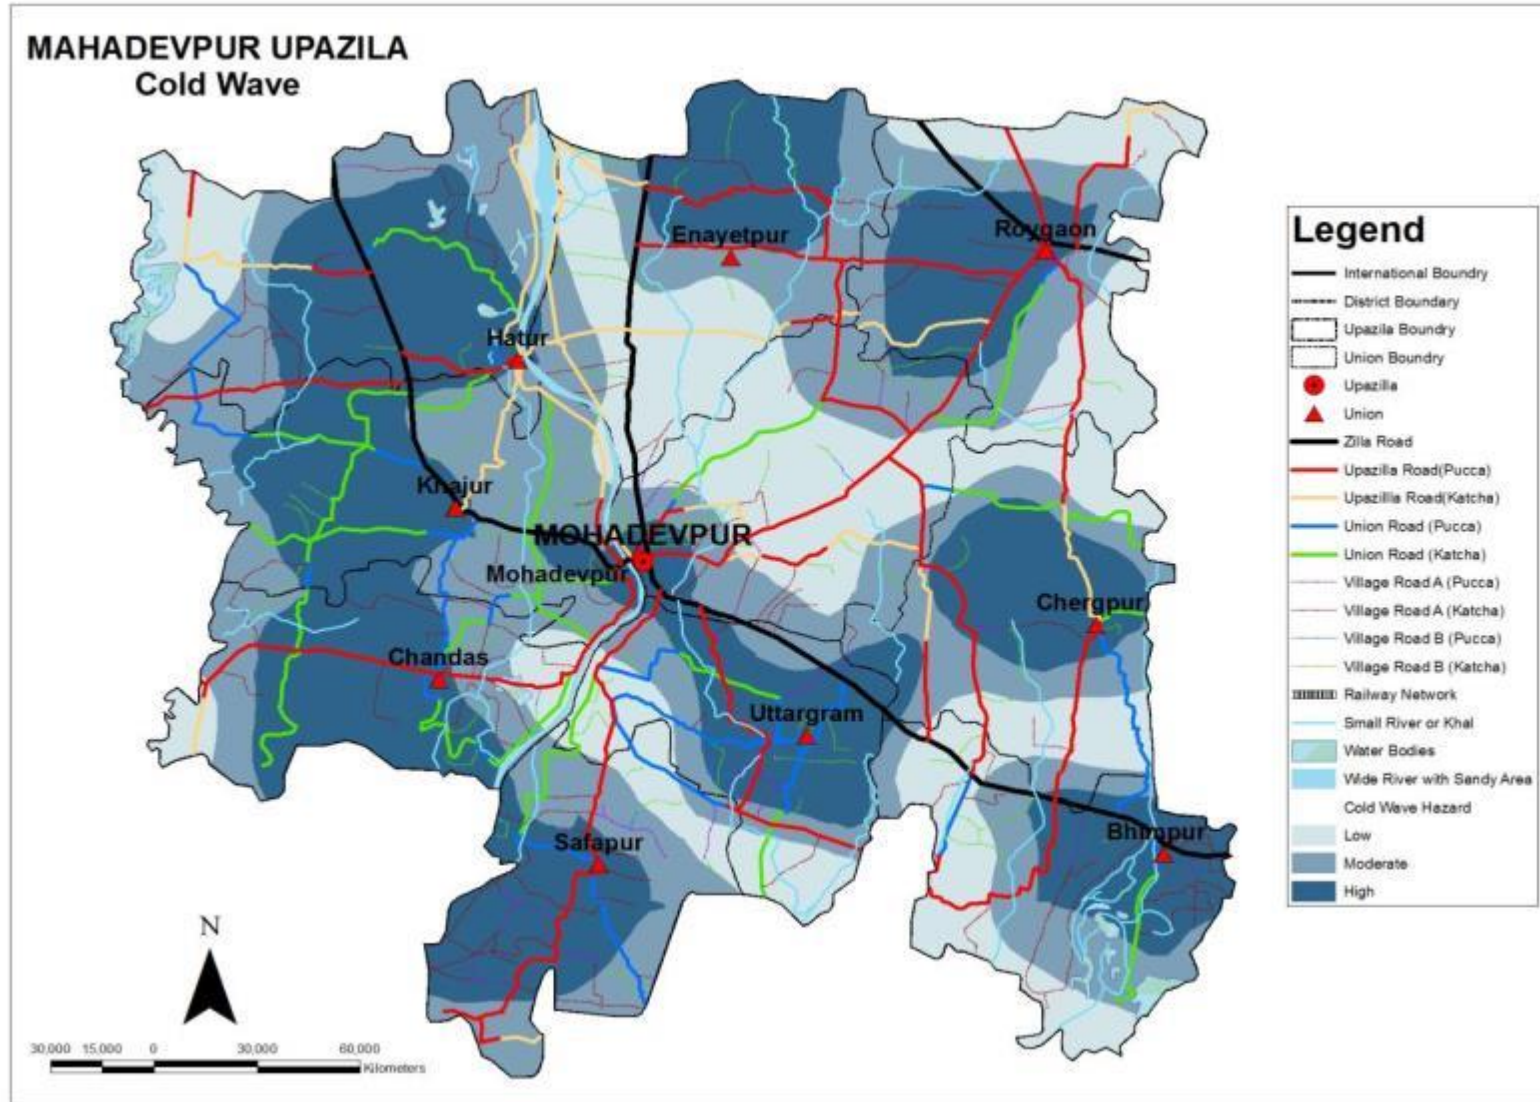 MAHADEVPUR UPAZILA
Cold Wave
Enayetpur
Roygaon
Hatur
Khajur
MOHADEVPUR
Mohadevpur
Chergpur
Chandas
Uttargram
Safapur
Bhimpur
N
30,000 15,000 0 30,000 60,000
Kilometers
Legend
International Boundry
District Boundary
Upazila Boundry
Union Boundry
Upazilla
Union
Zilla Road
Upazilla Road(Pucca)
Upazillla Road(Katcha)
Union Road (Pucca)
Union Road (Katcha)
Village Road A (Pucca)
Village Road A (Katcha)
Village Road B (Pucca)
Village Road B (Katcha)
Railway Network
Small River or Khal
Water Bodies
Wide River with Sandy Area
Cold Wave Hazard
Low
Moderate
High